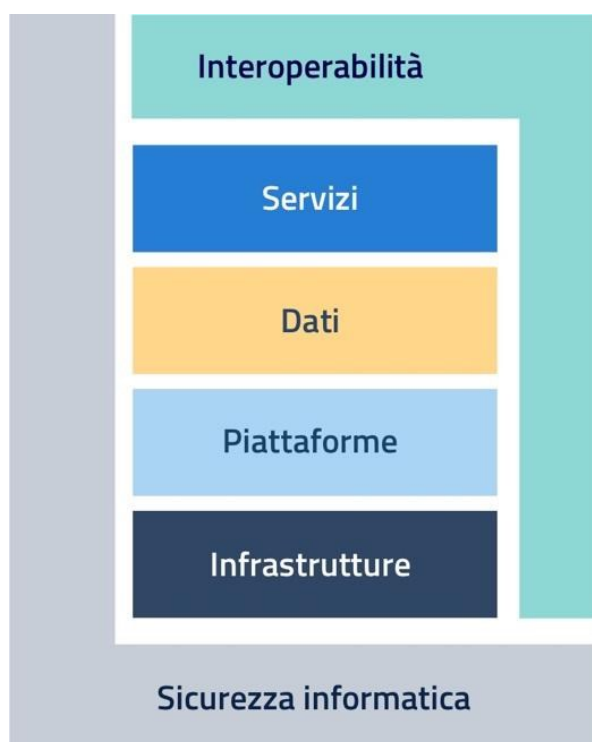 Interoperabilità
Servizi
Dati
Piattaforme
Infrastrutture
Sicurezza informatica